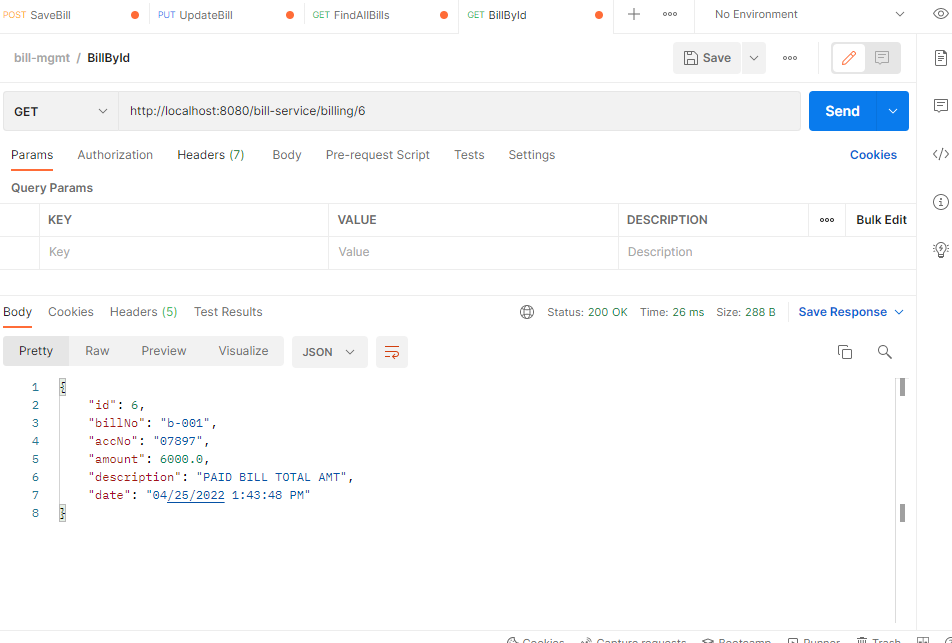 POST SaveBill PUT UpdateBill GET FindAllBills GET BillById No Environment
bill-mgmt / BillById Save
GET http://localhost:8080/bill-service/billing/6 Send
Params Authorization Headers (7) Body Pre-request Script Tests Settings Cookies
Query Params
KEY VALUE DESCRIPTION Bulk Edit
Key Value Description
Body Cookies Headers (5) Test Results Status: 200 OK Time: 26 ms Size: 288 B Save Response
Pretty Raw Preview Visualize JSON
1 {
2 "id": 6,
3 "billNo": "b-001",
4 "accNo": "07897",
5 "amount": 6000.0,
6 "description": "PAID BILL TOTAL AMT",
7 "date": "04/25/2022 1:43:48 PM"
8 }
Cookies Capture requests Bootcamp Runner Trash